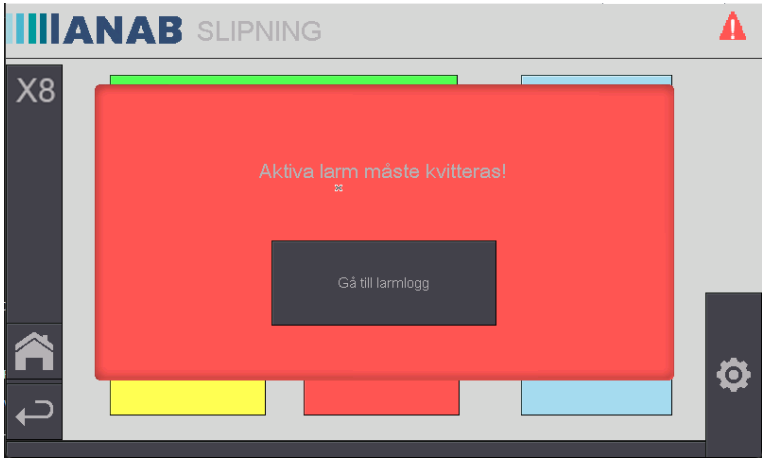 ANAB SLIPNING
X8
Aktiva larm måste kvitteras!
Gå till larmlogg